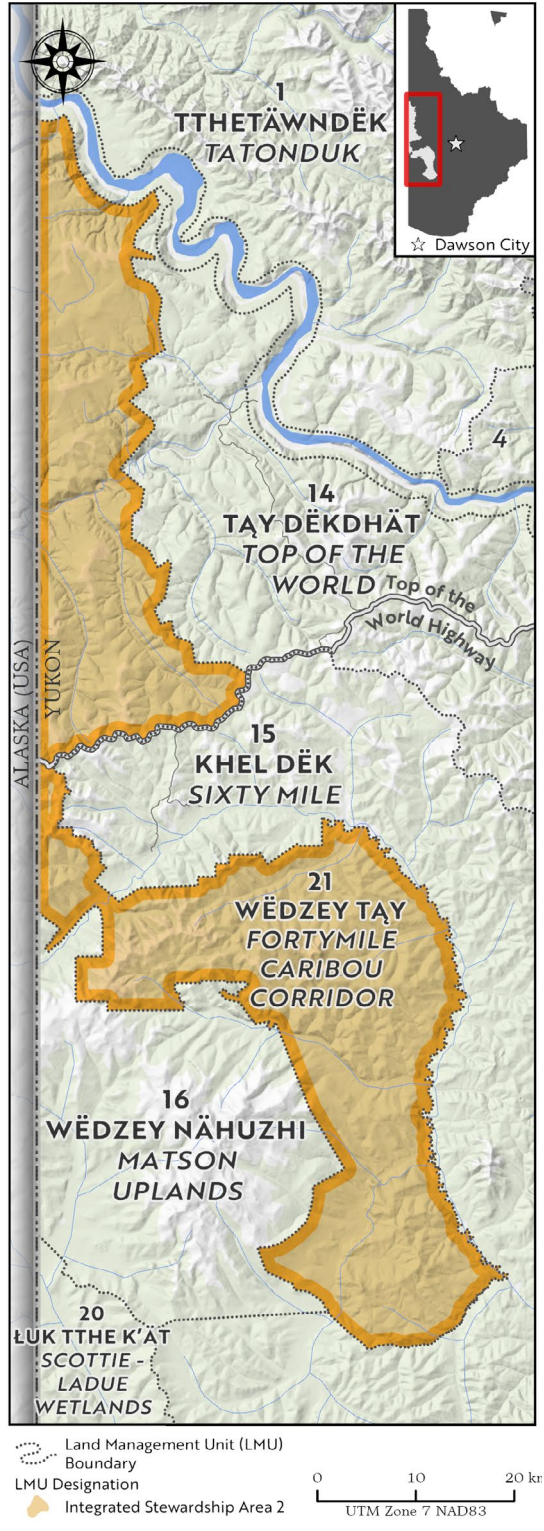 1
TTHETÄWNDËK
TATONDUK
☆ Dawson City
4
14
TĄY DËKDHÄT
TOP OF THE
WORLD
Top of the
World Highway
ALASKA (USA)
YUKON
15
KHEL DËK
SIXTY MILE
21
WËDZEY TĄY
FORTYMILE
CARIBOU
CORRIDOR
16
WËDZEY NÄHUZHI
MATSON
UPLANDS
20
ŁUK TTHE K'ÄT
SCOTTIE -
LADUE
WETLANDS
Land Management Unit (LMU)
Boundary
LMU Designation
Integrated Stewardship Area 2
0 10 20 km
UTM Zone 7 NAD83